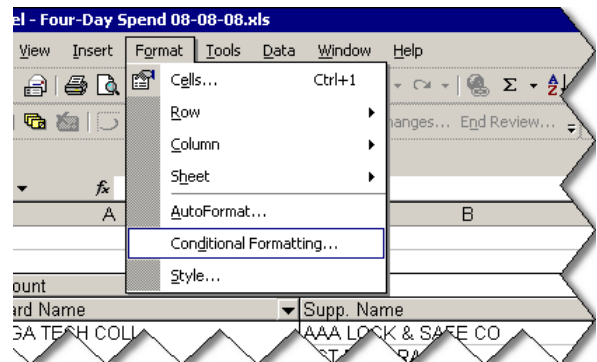 el - Four-Day Spend 08-08-08.xls
View Insert Format Tools Data Window Help
Cells... Ctrl+1
Σ
Row
anges... End Review...
Column
Sheet
fx
AutoFormat...
A B
Conditional Formatting...
Style...
ount
ard Name Supp. Name
GA TECH COLL AAA LOCK & SAFE CO